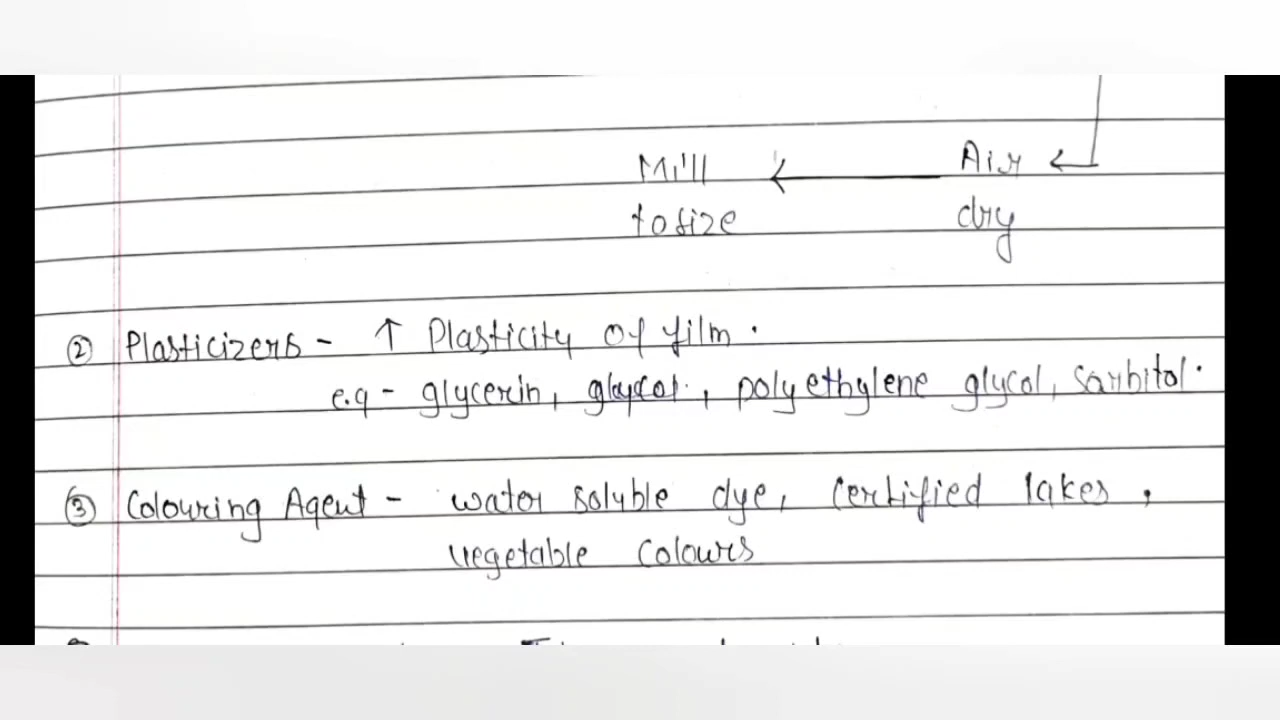 Mill ← Air ↵
to size dry
② Plasticizers - ↑ Plasticity of film.
e.g - glycerin, glycol, polyethylene glycol, sarbitol.
③ Colouring Agent - water soluble dye, certified lakes,
vegetable colours